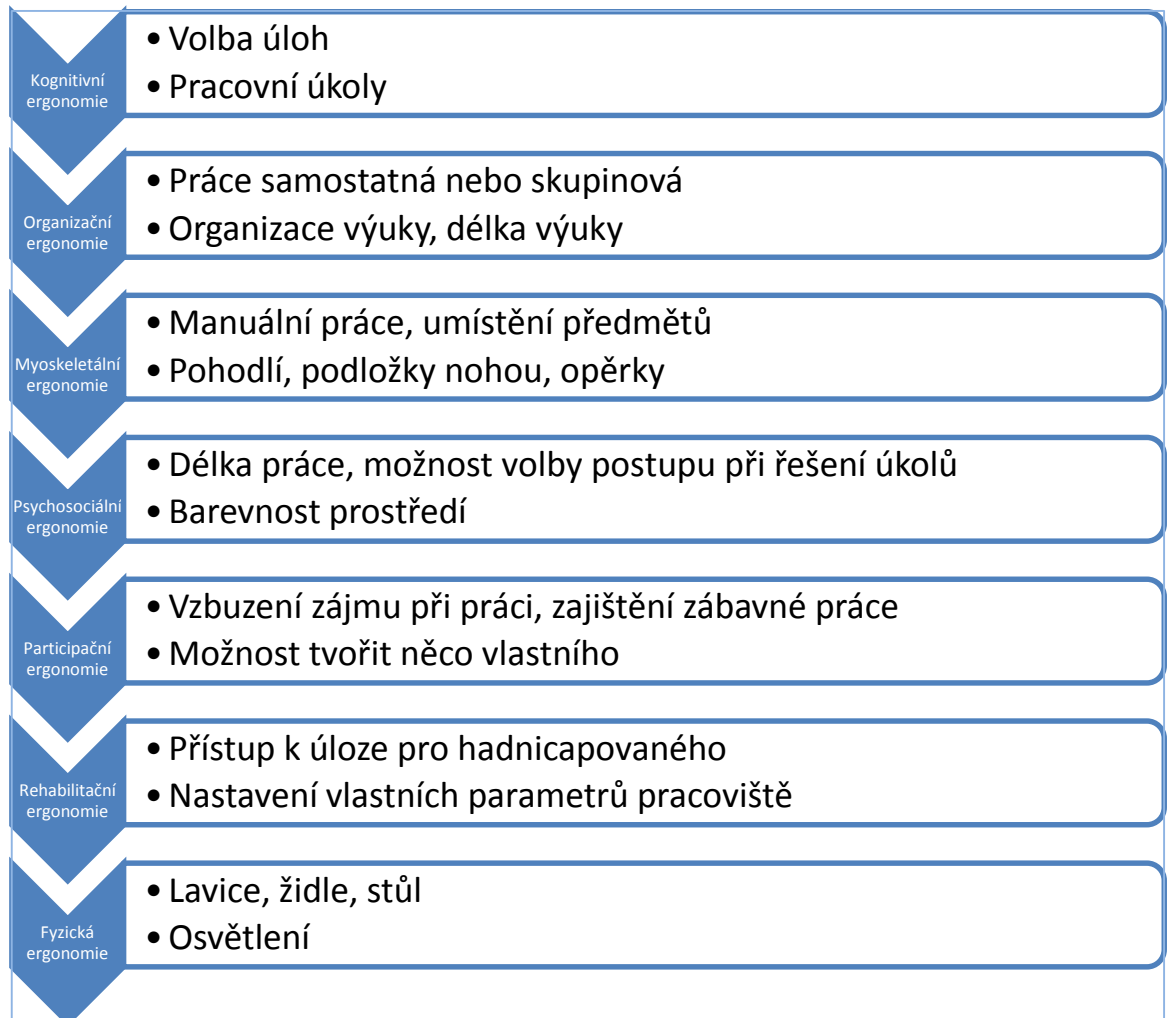 Kognitivní
ergonomie
• Volba úloh
• Pracovní úkoly
Organizační
ergonomie
• Práce samostatná nebo skupinová
• Organizace výuky, délka výuky
Myoskeletální
ergonomie
• Manuální práce, umístění předmětů
• Pohodlí, podložky nohou, opěrky
Psychosociální
ergonomie
• Délka práce, možnost volby postupu při řešení úkolů
• Barevnost prostředí
Participační
ergonomie
• Vzbuzení zájmu při práci, zajištění zábavné práce
• Možnost tvořit něco vlastního
Rehabilitační
ergonomie
• Přístup k úloze pro hadnicapovaného
• Nastavení vlastních parametrů pracoviště
Fyzická
ergonomie
• Lavice, židle, stůl
• Osvětlení